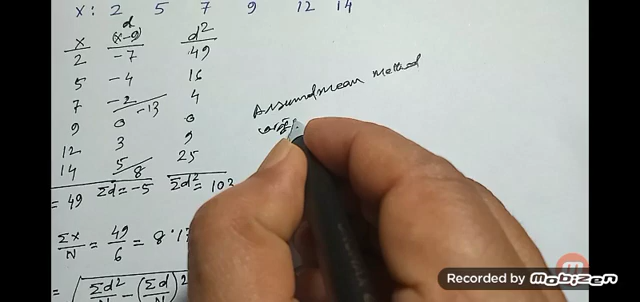 X: 2 5 7 9 12 14
d
X (x-9) d²
2 -7 49
5 -4 16
7 -2 -13 4
9 0 0
12 3 9
14 5 8 25
= 49 Σd=-5 Σd²= 103
Assumd mean Method
ΣX/N = 49/6 = 8.17
= √Σd²/N - (Σd/N)²
Recorded by Mobizen